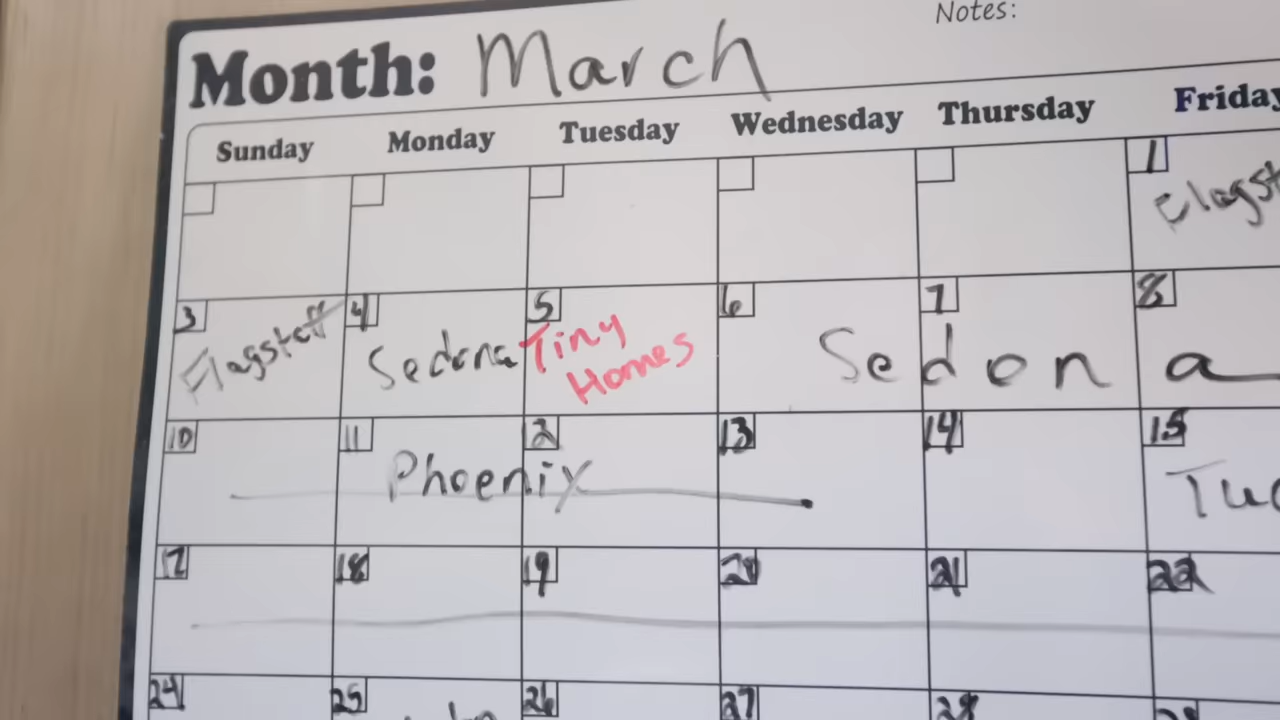 Notes:
Month: March
Sunday Monday Tuesday Wednesday Thursday Friday
1
3 4 5 6 7 8
Flagstaff Sedona Tiny Homes Sedona
10 11 12 13 14 15
Phoenix
17 18 19 20 21 22
24 25 26 27 28